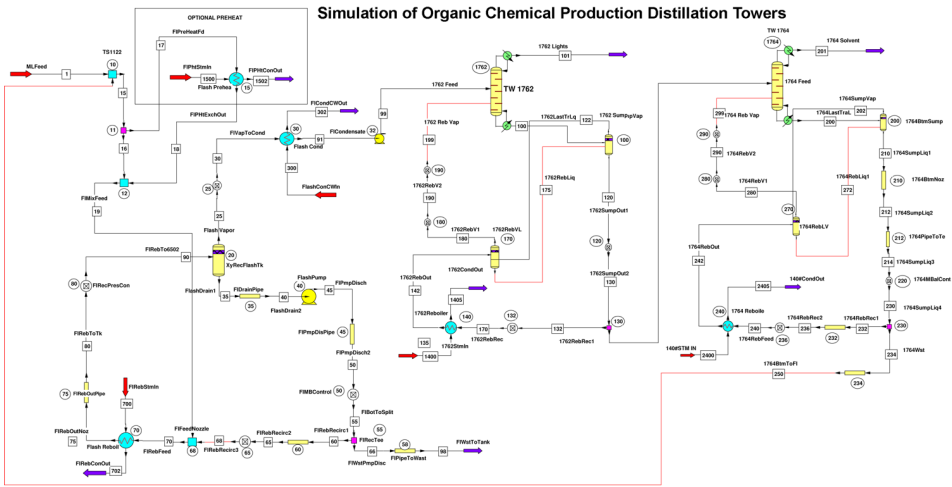 Simulation of Organic Chemical Production Distillation Towers
OPTIONAL PREHEAT
FlPreHeatFd
17
TS1122
MLFeed
1
10
15
11
16
12
FlPhtStmIn
1500
Flash Prehea
15
FlPHtConOut
1502
FlPHExchOut
18
FlMixFeed
19
FlVapToCond
30
25
25
Flash Vapor
FlCondCWOut
302
30
Flash Cond
91
300
FlashConCWin
FlCondensate
32
99
1762 Feed
1762
TW 1762
1762 Lights
101
1762 Reb Vap
199
190
1762RebV2
190
180
1762RebV1
180
100
1762LastTrLq
122
1762 Sump
100
1762RebLiq
175
120
1762SumpOut1
120
1762SumpOut2
130
130
1762RebVL
170
1762CondOut
1762RebOut
142
1405
1762Reboiler
140
135
1762StmIn
1400
170
1762RebRec
132
132
1762RebRec1
FlRebTo6502
90
20
XyRecFlashTk
FlRecPresCon
80
FlashDrain1
35
FlDrainPipe
35
40
FlashDrain2
FlashPump
40
45
FlPmpDisch
FlPmpDisPipe
45
FlPmpDisch2
50
FlMBControl
50
FlBotToSplit
55
55
FlRecTee
66
FlWstPmpDisc
58
FlPipeToWast
98
FlWstToTank
FlRebRecirc1
60
60
FlRebRecirc2
65
65
FlRebRecirc3
68
FlFeedNozzle
68
70
FlRebFeed
70
Flash Reboil
FlRebStmIn
700
FlRebConOut
702
FlRebOutNoz
75
75
FlRebOutPipe
80
FlRebToTk
TW 1764
1764
1764 Solvent
201
1764 Feed
1764 Reb Vap
299
290
290
1764RebV2
280
1764RebV1
280
202
1764SumpVap
1764LastTraL
200
200
1764BtmSump
210
1764SumpLiq1
210
1764BtmNoz
1764RebLiq1
272
212
1764SumpLiq2
212
1764PipeToTo
214
1764SumpLiq3
220
1764MBalCont
230
1764SumpLiq4
230
234
1764Wst
270
1764RebLV
1764RebOut
242
140#CondOut
2405
240
1764 Reboile
140#STM IN
2400
240
1764RebFeed
236
236
1764RebRec2
232
1764RebRec1
232
1764BtmToFt
250
234